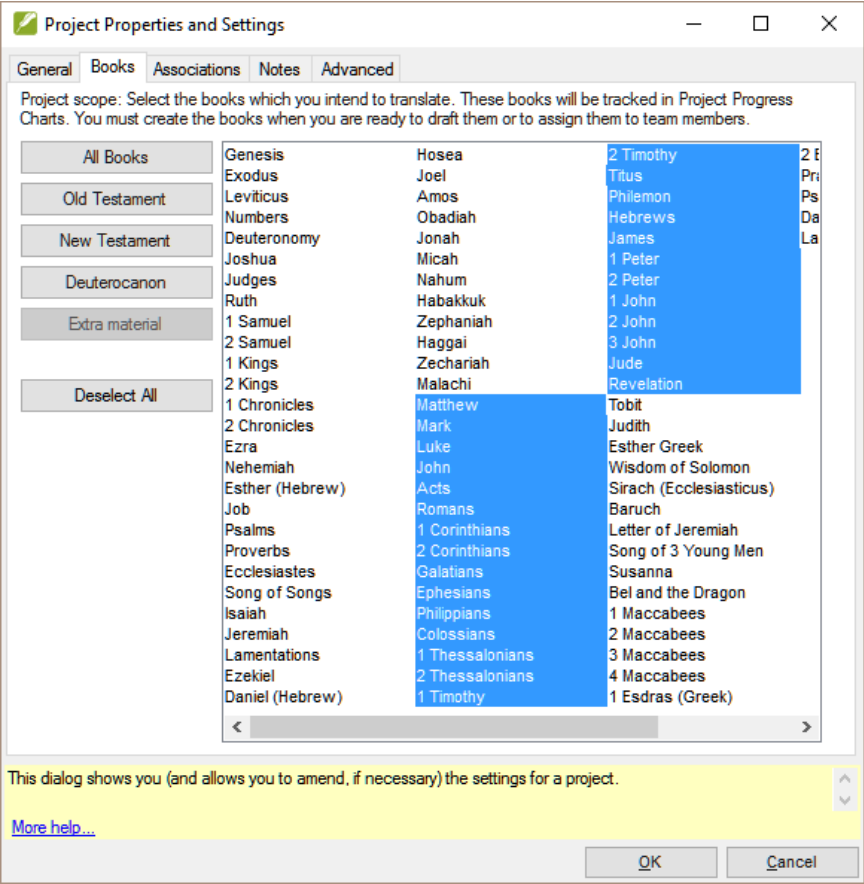 Project Properties and Settings
General Books Associations Notes Advanced
Project scope: Select the books which you intend to translate. These books will be tracked in Project Progress
Charts. You must create the books when you are ready to draft them or to assign them to team members.
All Books
Old Testament
New Testament
Deuterocanon
Extra material
Deselect All
Genesis
Exodus
Leviticus
Numbers
Deuteronomy
Joshua
Judges
Ruth
1 Samuel
2 Samuel
1 Kings
2 Kings
1 Chronicles
2 Chronicles
Ezra
Nehemiah
Esther (Hebrew)
Job
Psalms
Proverbs
Ecclesiastes
Song of Songs
Isaiah
Jeremiah
Lamentations
Ezekiel
Daniel (Hebrew)
Hosea
Joel
Amos
Obadiah
Jonah
Micah
Nahum
Habakkuk
Zephaniah
Haggai
Zechariah
Malachi
Matthew
Mark
Luke
John
Acts
Romans
1 Corinthians
2 Corinthians
Galatians
Ephesians
Philippians
Colossians
1 Thessalonians
2 Thessalonians
1 Timothy
2 Timothy
Titus
Philemon
Hebrews
James
1 Peter
2 Peter
1 John
2 John
3 John
Jude
Revelation
Tobit
Judith
Esther Greek
Wisdom of Solomon
Sirach (Ecclesiasticus)
Baruch
Letter of Jeremiah
Song of 3 Young Men
Susanna
Bel and the Dragon
1 Maccabees
2 Maccabees
3 Maccabees
4 Maccabees
1 Esdras (Greek)
2
Ps
Da
La
This dialog shows you (and allows you to amend, if necessary) the settings for a project.
More help...
OK Cancel